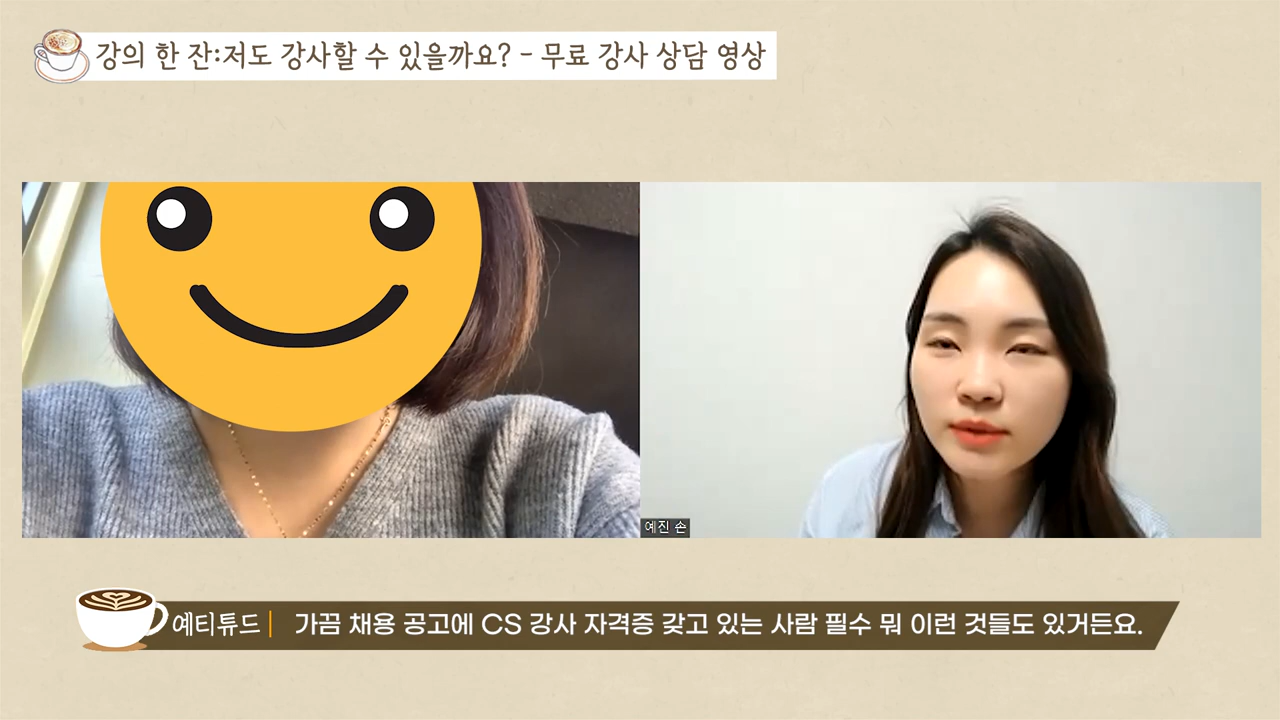 강의 한 잔:저도 강사할 수 있을까요? - 무료 강사 상담 영상
예진 손
예티튜드 | 가끔 채용 공고에 CS 강사 자격증 갖고 있는 사람 필수 뭐 이런 것들도 있거든요.